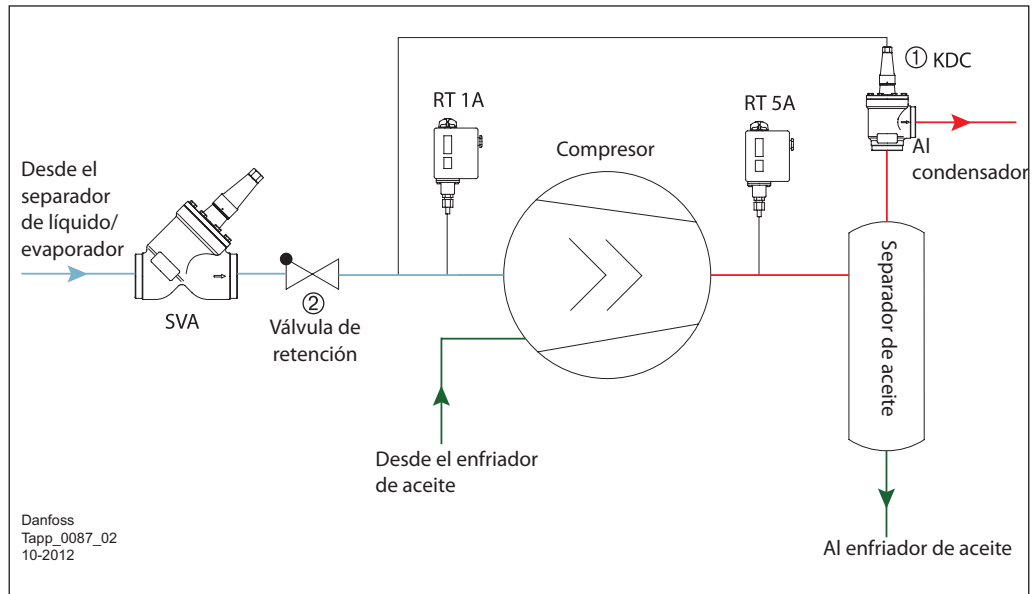 ① KDC
RT 1A
RT 5A
Compresor
Al
condensador
Desde el
separador
de líquido/
evaporador
SVA
②
Válvula de
retención
Separador de aceite
Desde el enfriador
de aceite
Al enfriador de aceite
Danfoss
Tapp_0087_02
10-2012